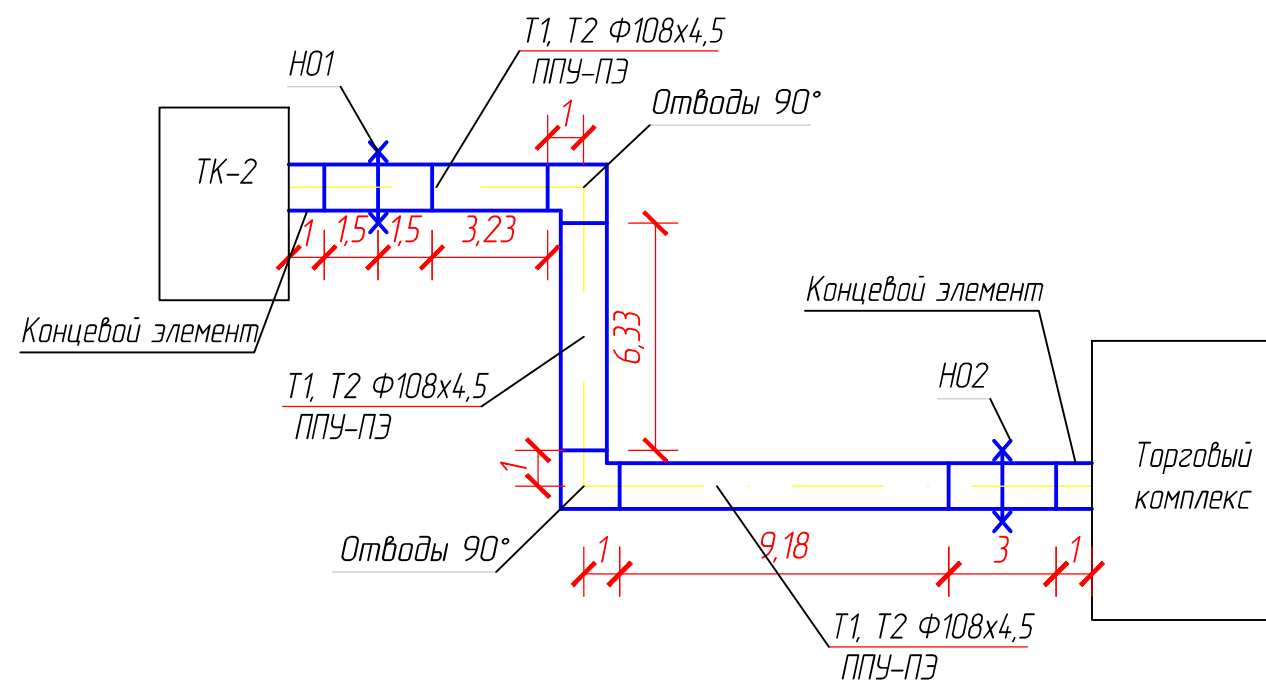 Т1, Т2 Ф108х4,5
ППУ-ПЭ
НО1
Отводы 90°
1
ТК-2
1
1,5
1,5
3,23
Концевой элемент
6,33
Концевой элемент
Т1, Т2 Ф108х4,5
ППУ-ПЭ
НО2
1
Торговый
комплекс
Отводы 90°
1
9,18
3
1
Т1, Т2 Ф108х4,5
ППУ-ПЭ